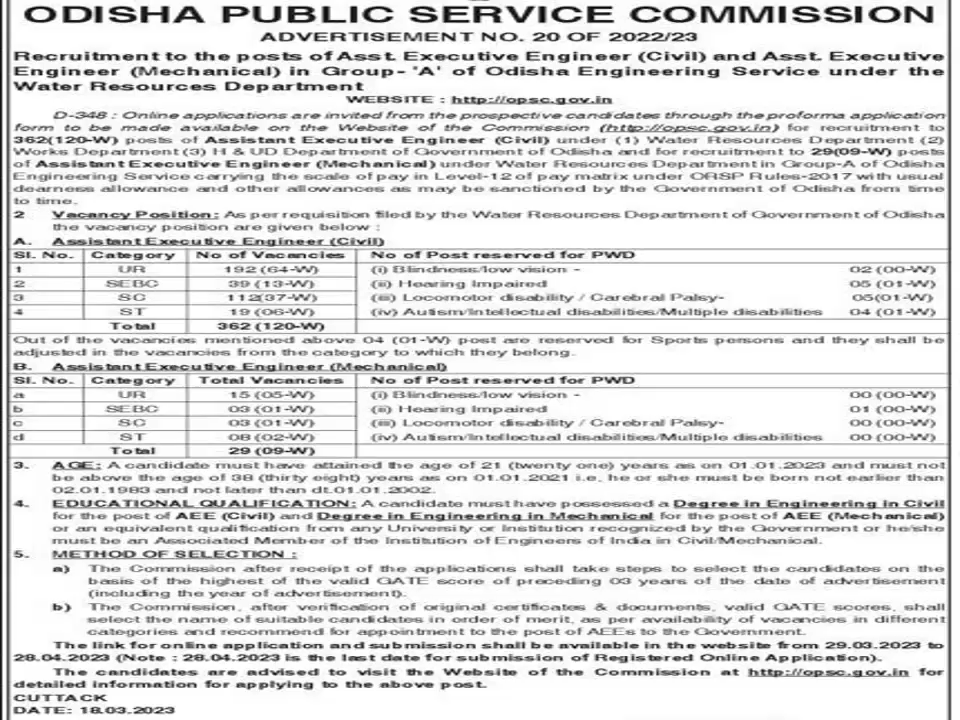 ODISHA PUBLIC SERVICE COMMISSION
ADVERTISEMENT NO. 20 OF 2022/23
Recruitment to the posts of Asst. Executive Engineer (Civil) and Asst. Executive
Engineer (Mechanical) in Group- 'A' of Odisha Engineering Service under the
Water Resources Department
WEBSITE : http://opsc.gov.in
D-348 : Online applications are invited from the prospective candidates through the proforma application
form to be made available on the Website of the Commission (http://opsc.gov.in) for recruitment to
362(120-W) posts of Assistant Executive Engineer (Civil) under (1) Water Resources Department (2)
Works Department (3) H & UD Department of Government of Odisha and for recruitment to 29(09-W) posts
of Assistant Executive Engineer (Mechanical) under Water Resources Department in Group-A of Odisha
Engineering Service carrying the scale of pay in Level-12 of pay matrix under ORSP Rules-2017 with usual
dearness allowance and other allowances as may be sanctioned by the Government of Odisha from time
to time.
2 Vacancy Position: As per requisition filed by the Water Resources Department of Government of Odisha
the vacancy position are given below :
A. Assistant Executive Engineer (Civil)
Sl. No. Category No of Vacancies No of Post reserved for PWD
1 UR 192 (64-W) (i) Blindness/low vision - 02 (00-W)
2 SEBC 39 (13-W) (ii) Hearing Impaired 05 (01-W)
3 SC 112(37-W) (iii) Locomotor disability / Carebral Palsy- 05(01-W)
4 ST 19 (06-W) (iv) Autism/Intellectual disabilities/Multiple disabilities 04 (01-W)
Total 362 (120-W)
Out of the vacancies mentioned above 04 (01-W) post are reserved for Sports persons and they shall be
adjusted in the vacancies from the category to which they belong.
B. Assistant Executive Engineer (Mechanical)
Sl. No. Category Total Vacancies No of Post reserved for PWD
a UR 15 (05-W) (i) Blindness/low vision - 00 (00-W)
b SEBC 03 (01-W) (ii) Hearing Impaired 01 (00-W)
c SC 03 (01-W) (iii) Locomotor disability / Carebral Palsy- 00 (00-W)
d ST 08 (02-W) (iv) Autism/Intellectual disabilities/Multiple disabilities 00 (00-W)
Total 29 (09-W)
3. AGE: A candidate must have attained the age of 21 (twenty one) years as on 01.01.2023 and must not
be above the age of 38 (thirty eight) years as on 01.01.2021 i.e, he or she must be born not earlier than
02.01.1983 and not later than dt.01.01.2002.
4. EDUCATIONAL QUALIFICATION: A candidate must have possessed a Degree in Engineering in Civil
for the post of AEE (Civil) and Degree in Engineering in Mechanical for the post of AEE (Mechanical)
or an equivalent qualification from any University or Institution recognized by the Government or he/she
must be an Associated Member of the Institution of Engineers of India in Civil/Mechanical.
5. METHOD OF SELECTION :
a) The Commission after receipt of the applications shall take steps to select the candidates on the
basis of the highest of the valid GATE score of preceding 03 years of the date of advertisement
(including the year of advertisement).
b) The Commission, after verification of original certificates & documents, valid GATE scores, shall
select the name of suitable candidates in order of merit, as per availability of vacancies in different
categories and recommend for appointment to the post of AEEs to the Government.
The link for online application and submission shall be available in the website from 29.03.2023 to
28.04.2023 (Note : 28.04.2023 is the last date for submission of Registered Online Application).
The candidates are advised to visit the Website of the Commission at http://opsc.gov.in for
detailed information for applying to the above post.
CUTTACK
DATE: 18.03.2023